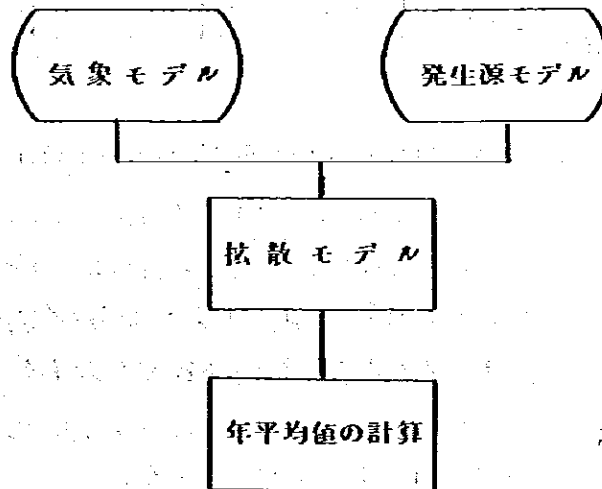 気象モデル
発生源モデル
拡散モデル
年平均値の計算